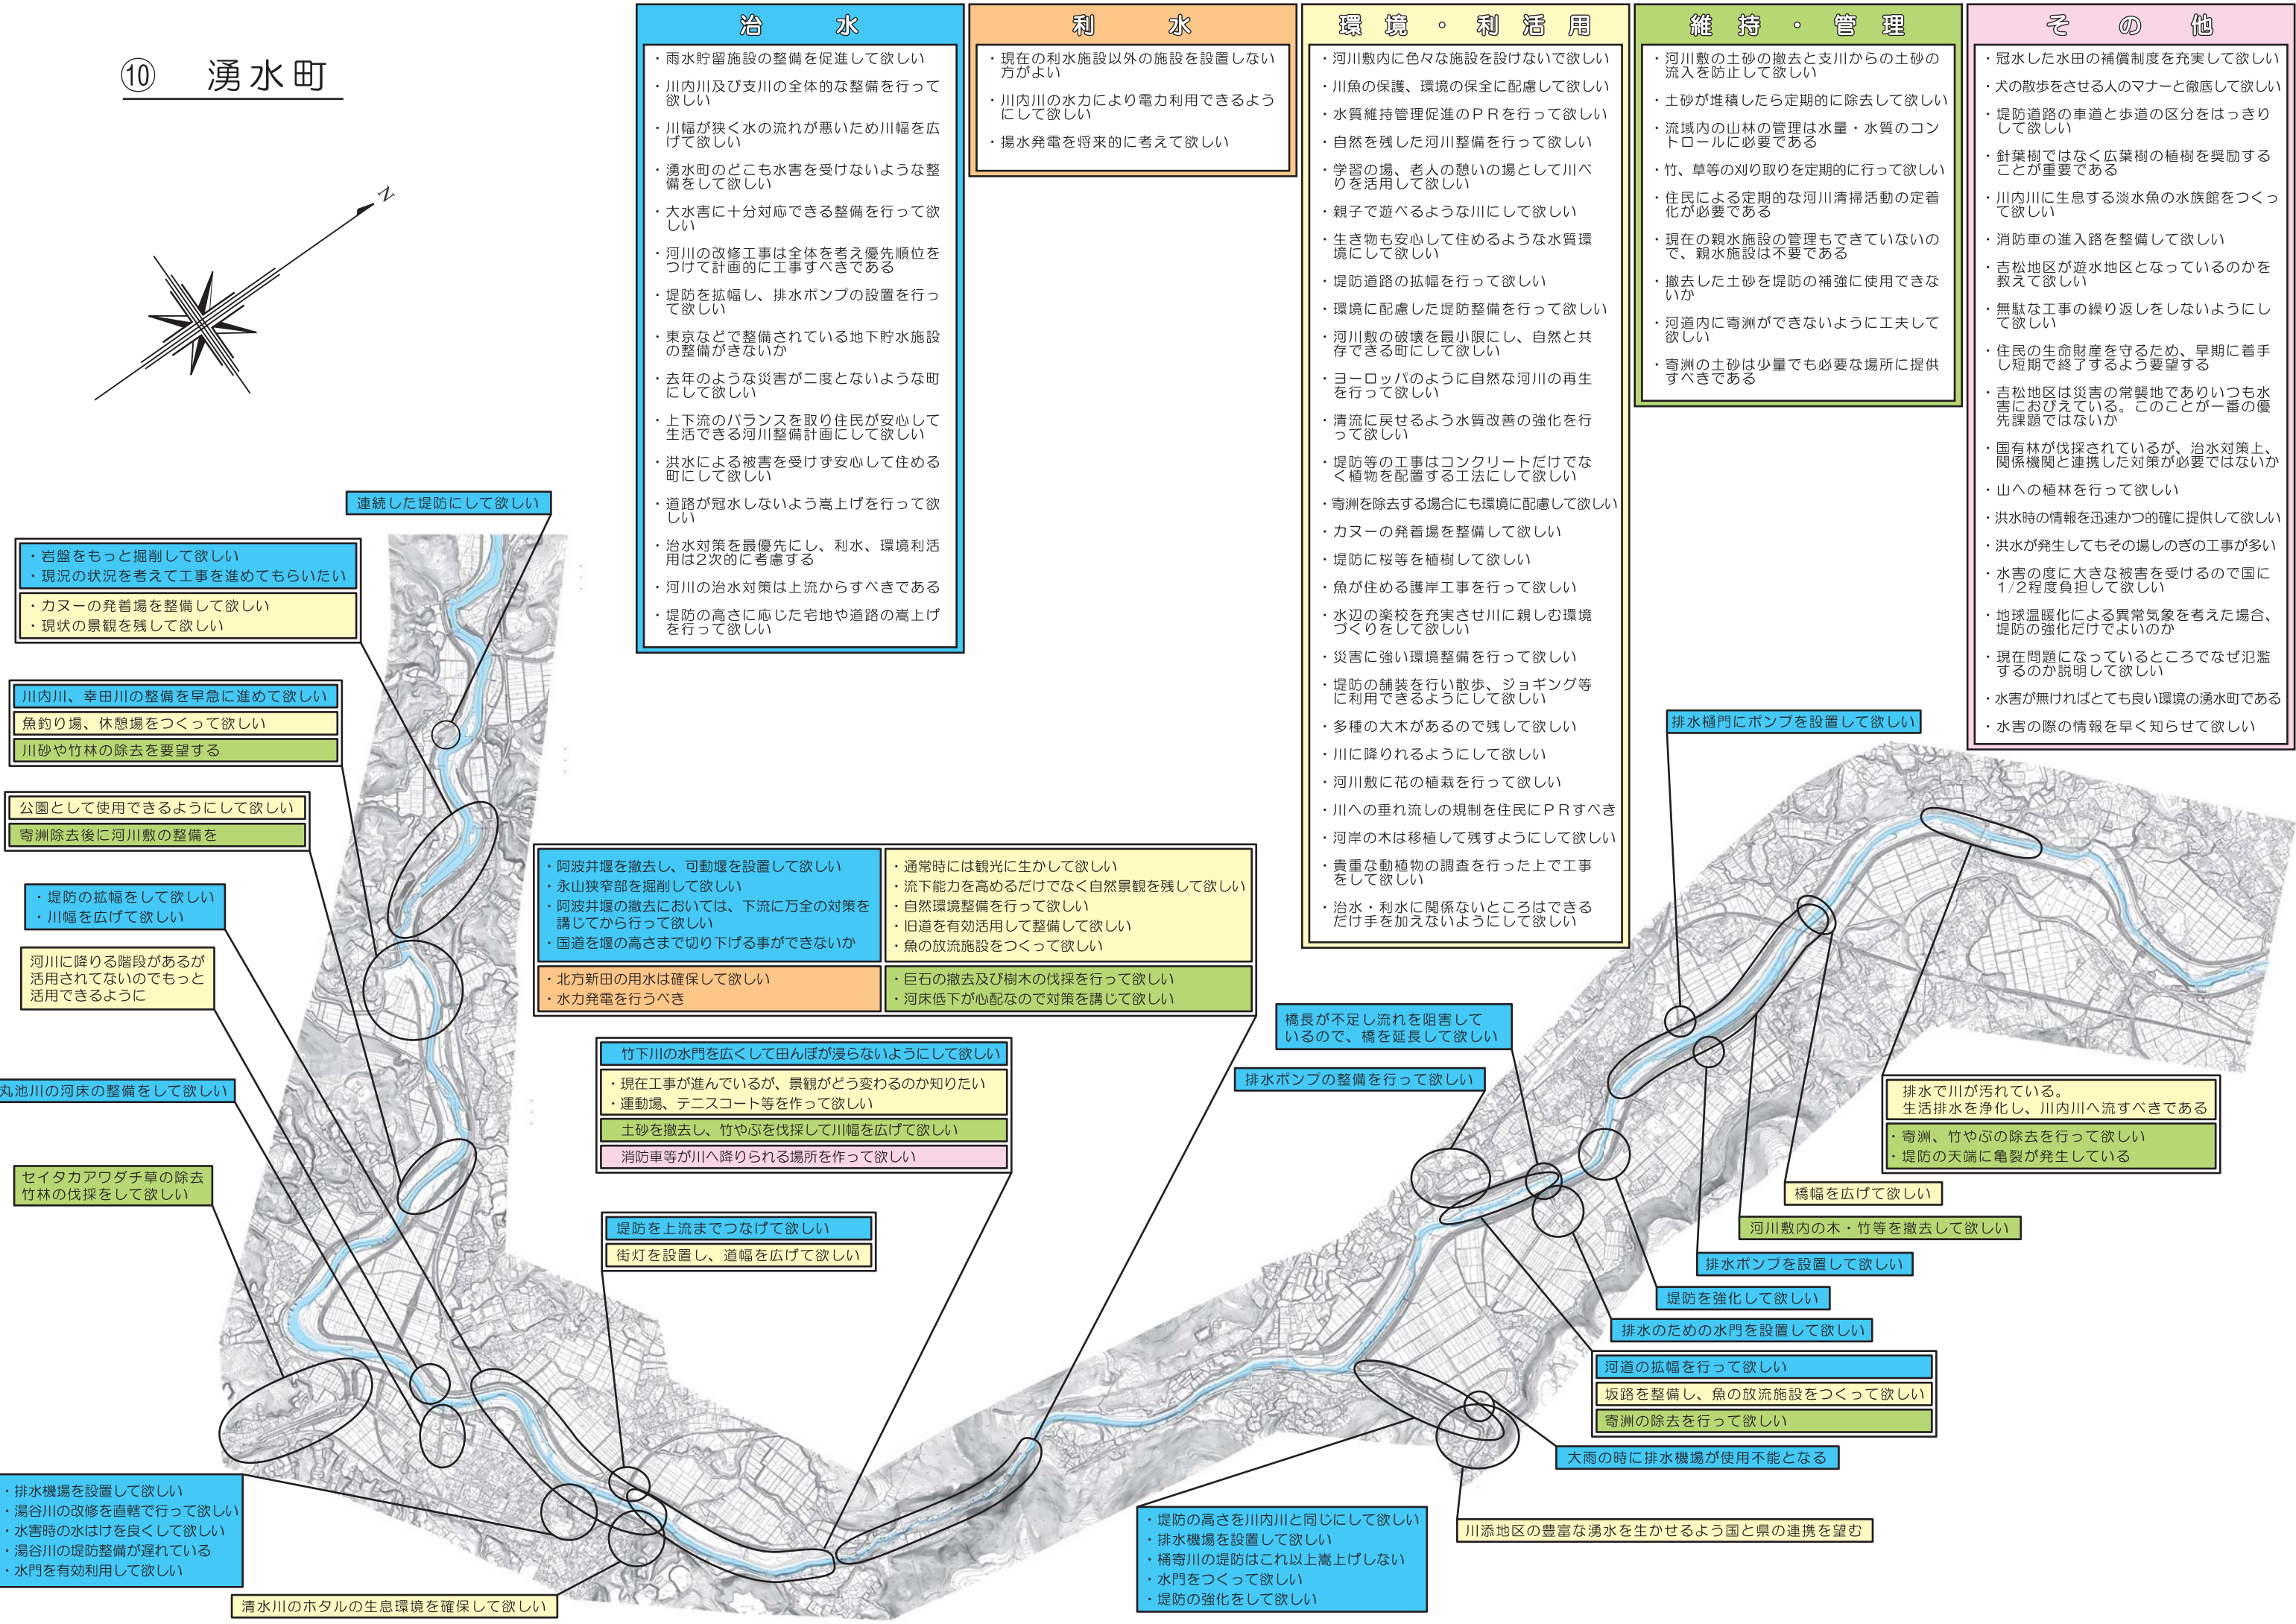 ⑩ 湧水町
N
治水
・雨水貯留施設の整備を促進して欲しい
・川内川及び支川の全体的な整備を行って
欲しい
・川幅が狭く水の流れが悪いため川幅を広
げて欲しい
・湧水町のどこも水害を受けないような整
備をして欲しい
・大水害に十分対応できる整備を行って欲
しい
・河川の改修工事は全体を考え優先順位を
つけて計画的に工事すべきである
・堤防を拡幅し、排水ポンプの設置を行っ
て欲しい
・東京などで整備されている地下貯水施設
の整備がきないか
・去年のような災害が二度とないような町
にして欲しい
・上下流のバランスを取り住民が安心して
生活できる河川整備計画にして欲しい
・洪水による被害を受けず安心して住める
町にして欲しい
・道路が冠水しないよう嵩上げを行って欲
しい
・治水対策を最優先にし、利水、環境利活
用は2次的に考慮する
・河川の治水対策は上流からすべきである
・堤防の高さに応じた宅地や道路の嵩上げ
を行って欲しい
利水
・現在の利水施設以外の施設を設置しない
方がよい
・川内川の水力により電力利用できるよう
にして欲しい
・揚水発電を将来的に考えて欲しい
環境・利活用
・河川敷内に色々な施設を設けないで欲しい
・川魚の保護、環境の保全に配慮して欲しい
・水質維持管理促進のPRを行って欲しい
・自然を残した河川整備を行って欲しい
・学習の場、老人の憩いの場として川べ
りを活用して欲しい
・親子で遊べるような川にして欲しい
・生き物も安心して住めるような水質環
境にして欲しい
・堤防道路の拡幅を行って欲しい
・環境に配慮した堤防整備を行って欲しい
・河川敷の破壊を最小限にし、自然と共
存できる町にして欲しい
・ヨーロッパのように自然な河川の再生
を行って欲しい
・清流に戻せるよう水質改善の強化を行
って欲しい
・堤防等の工事はコンクリートだけでな
く植物を配置する工法にして欲しい
・寄洲を除去する場合にも環境に配慮して欲しい
・カヌーの発着場を整備して欲しい
・堤防に桜等を植樹して欲しい
・魚が住める護岸工事を行って欲しい
・水辺の楽校を充実させ川に親しむ環境
づくりをして欲しい
・災害に強い環境整備を行って欲しい
・堤防の舗装を行い散歩、ジョギング等
に利用できるようにして欲しい
・多種の大木があるので残して欲しい
・川に降りれるようにして欲しい
・河川敷に花の植栽を行って欲しい
・川への垂れ流しの規制を住民にPRすべき
・河岸の木は移植して残すようにして欲しい
・貴重な動植物の調査を行った上で工事
をして欲しい
・治水・利水に関係ないところはできる
だけ手を加えないようにして欲しい
維持・管理
・河川敷の土砂の撤去と支川からの土砂の
流入を防止して欲しい
・土砂が堆積したら定期的に除去して欲しい
・流域内の山林の管理は水量・水質のコン
トロールに必要である
・竹、草等の刈り取りを定期的に行って欲しい
・住民による定期的な河川清掃活動の定着
化が必要である
・現在の親水施設の管理もできていないの
で、親水施設は不要である
・撤去した土砂を堤防の補強に使用できな
いか
・河道内に寄洲ができないように工夫して
欲しい
・寄洲の土砂は少量でも必要な場所に提供
すべきである
その他
・冠水した水田の補償制度を充実して欲しい
・犬の散歩をさせる人のマナーと徹底して欲しい
・堤防道路の車道と歩道の区分をはっきり
して欲しい
・針葉樹ではなく広葉樹の植樹を奨励する
ことが重要である
・川内川に生息する淡水魚の水族館をつくっ
て欲しい
・消防車の進入路を整備して欲しい
・吉松地区が遊水地区となっているのかを
教えて欲しい
・無駄な工事の繰り返しをしないようにし
て欲しい
・住民の生命財産を守るため、早期に着手
し短期で終了するよう要望する
・吉松地区は災害の常襲地でありいつも水
害におびえている。このことが一番の優
先課題ではないか
・国有林が伐採されているが、治水対策上、
関係機関と連携した対策が必要ではないか
・山への植林を行って欲しい
・洪水時の情報を迅速かつ的確に提供して欲しい
・洪水が発生してもその場しのぎの工事が多い
・水害の度に大きな被害を受けるので国に
1/2程度負担して欲しい
・地球温暖化による異常気象を考えた場合、
堤防の強化だけでよいのか
・現在問題になっているところでなぜ氾濫
するのか説明して欲しい
・水害が無ければとても良い環境の湧水町である
・水害の際の情報を早く知らせて欲しい
連続した堤防にして欲しい
・岩盤をもっと掘削して欲しい
・現況の状況を考えて工事を進めてもらいたい
・カヌーの発着場を整備して欲しい
・現状の景観を残して欲しい
川内川、幸田川の整備を早急に進めて欲しい
魚釣り場、休憩場をつくって欲しい
川砂や竹林の除去を要望する
公園として使用できるようにして欲しい
寄洲除去後に河川敷の整備を
・堤防の拡幅をして欲しい
・川幅を広げて欲しい
河川に降りる階段があるが
活用されてないのでもっと
活用できるように
丸池川の河床の整備をして欲しい
セイタカアワダチ草の除去
竹林の伐採をして欲しい
・排水機場を設置して欲しい
・湯谷川の改修を直轄で行って欲しい
・水害時の水はけを良くして欲しい
・湯谷川の堤防整備が遅れている
・水門を有効利用して欲しい
清水川のホタルの生息環境を確保して欲しい
・阿波井堰を撤去し、可動堰を設置して欲しい
・永山狭窄部を掘削して欲しい
・阿波井堰の撤去においては、下流に万全の対策を
講じてから行って欲しい
・国道を堰の高さまで切り下げる事ができないか
・通常時には観光に生かして欲しい
・流下能力を高めるだけでなく自然景観を残して欲しい
・自然環境整備を行って欲しい
・旧道を有効活用して整備して欲しい
・魚の放流施設をつくって欲しい
・北方新田の用水は確保して欲しい
・水力発電を行うべき
・巨石の撤去及び樹木の伐採を行って欲しい
・河床低下が心配なので対策を講じて欲しい
竹下川の水門を広くして田んぼが浸らないようにして欲しい
・現在工事が進んでいるが、景観がどう変わるのか知りたい
・運動場、テニスコート等を作って欲しい
土砂を撤去し、竹やぶを伐採して川幅を広げて欲しい
消防車等が川へ降りられる場所を作って欲しい
堤防を上流までつなげて欲しい
街灯を設置し、道幅を広げて欲しい
排水樋門にポンプを設置して欲しい
橋長が不足し流れを阻害して
いるので、橋を延長して欲しい
排水ポンプの整備を行って欲しい
排水で川が汚れている。
生活排水を浄化し、川内川へ流すべきである
・寄洲、竹やぶの除去を行って欲しい
・堤防の天端に亀裂が発生している
橋幅を広げて欲しい
河川敷内の木・竹等を撤去して欲しい
排水ポンプを設置して欲しい
堤防を強化して欲しい
排水のための水門を設置して欲しい
河道の拡幅を行って欲しい
坂路を整備し、魚の放流施設をつくって欲しい
寄洲の除去を行って欲しい
大雨の時に排水機場が使用不能となる
川添地区の豊富な湧水を生かせるよう国と県の連携を望む
・堤防の高さを川内川と同じにして欲しい
・排水機場を設置して欲しい
・桶寄川の堤防はこれ以上嵩上げしない
・水門をつくって欲しい
・堤防の強化をして欲しい